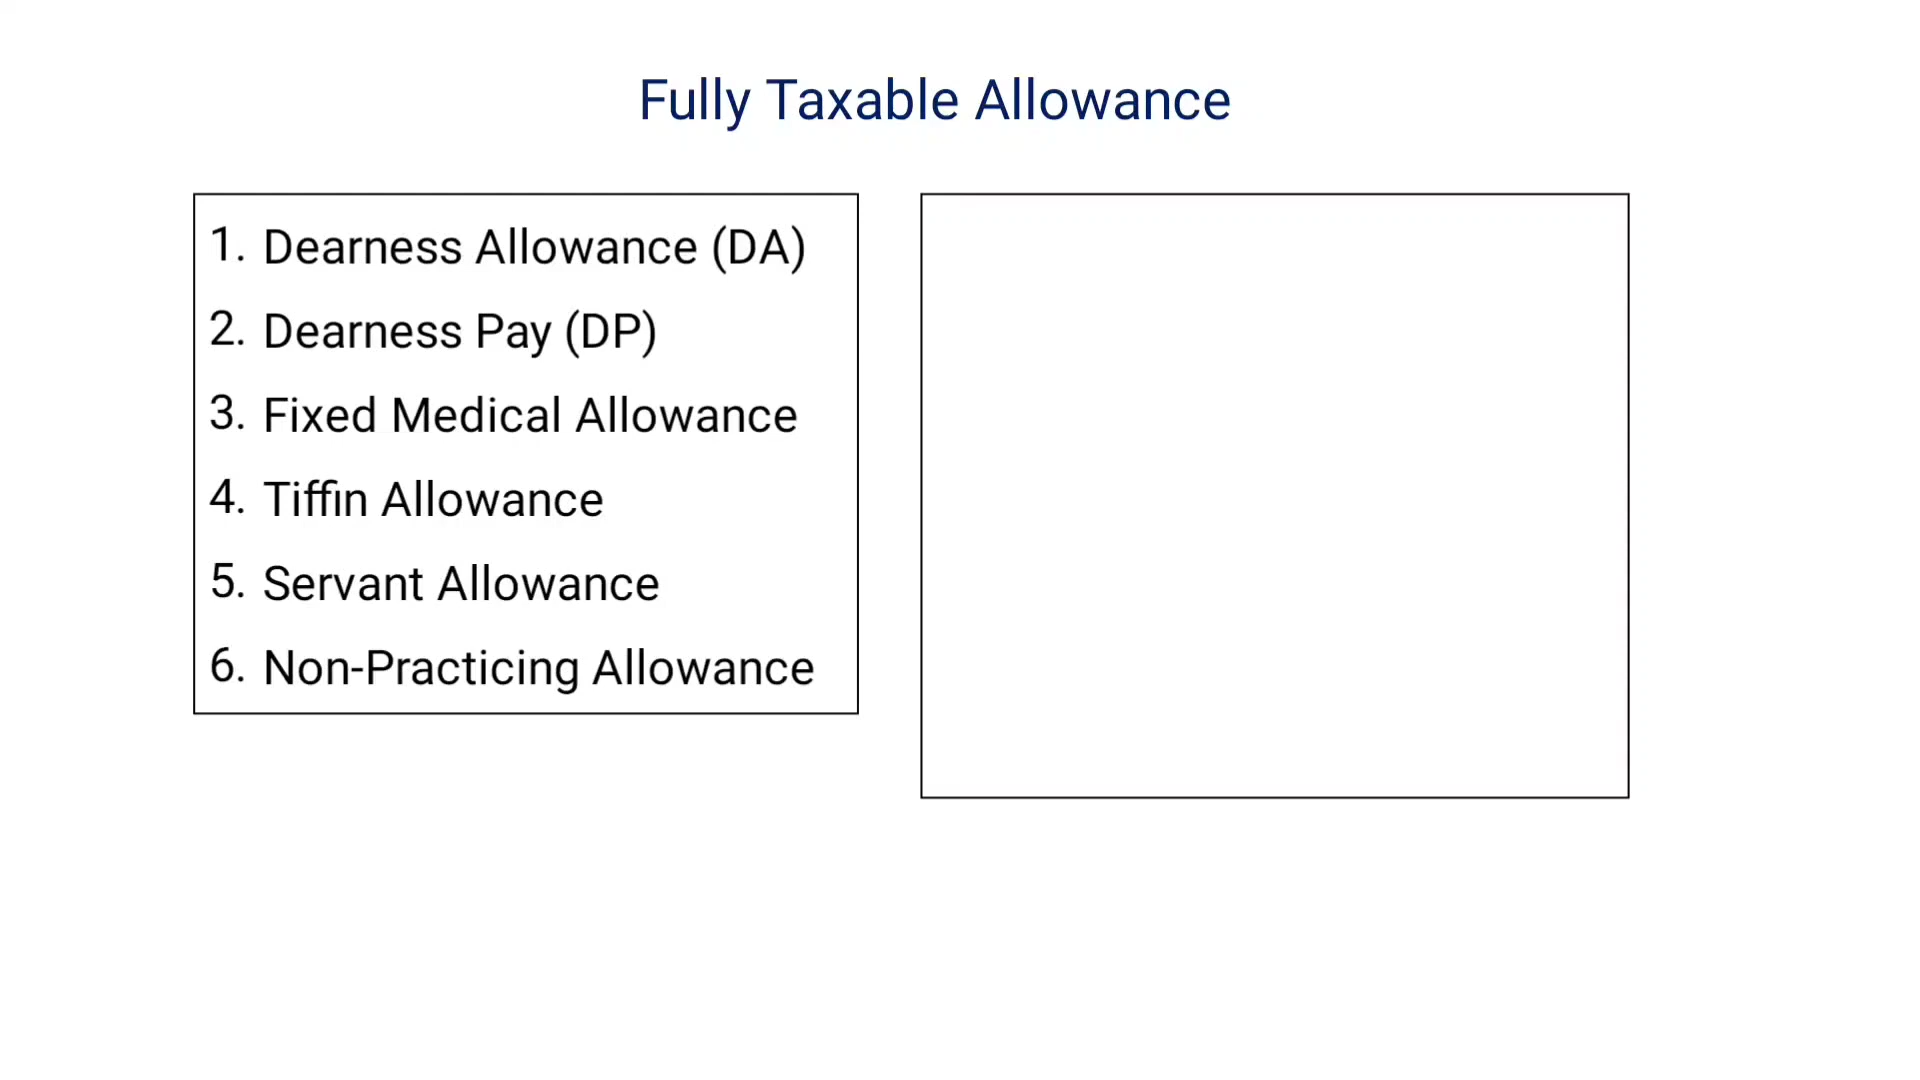 Fully Taxable Allowance
1. Dearness Allowance (DA)
2. Dearness Pay (DP)
3. Fixed Medical Allowance
4. Tiffin Allowance
5. Servant Allowance
6. Non-Practicing Allowance